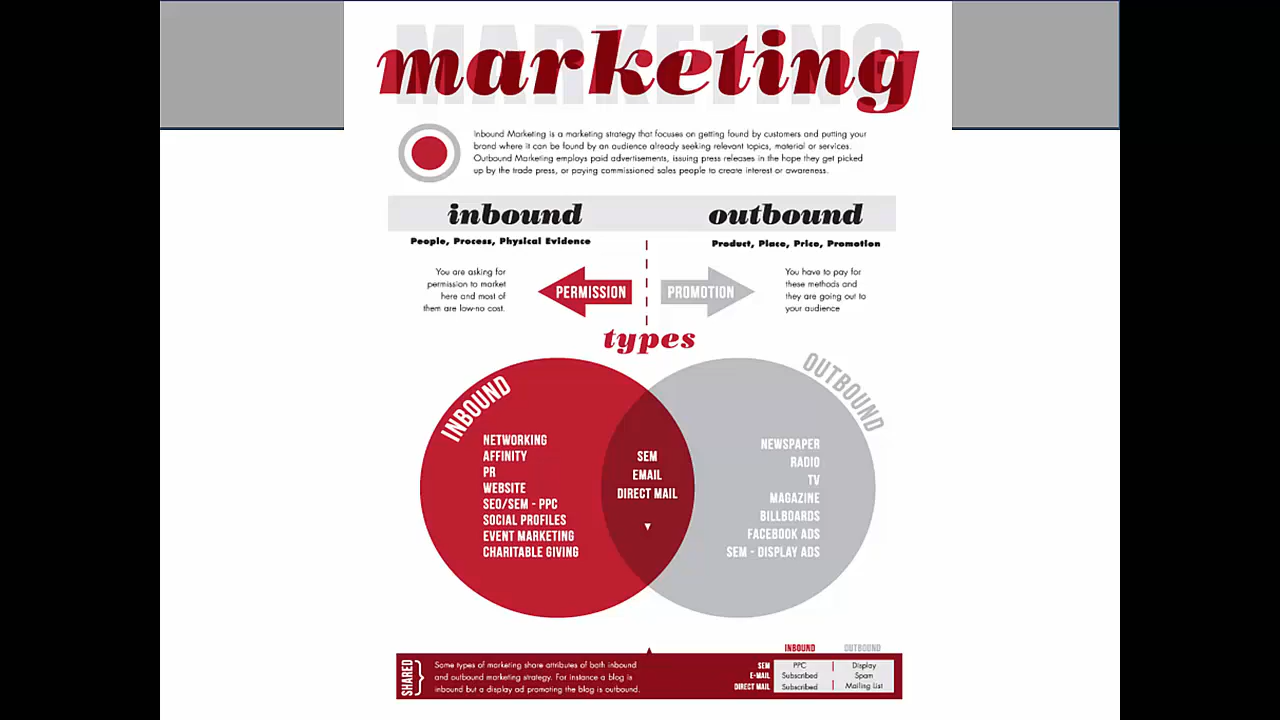 MARKETING
marketing
Inbound Marketing is a marketing strategy that focuses on getting found by customers and putting your
brand where it can be found by an audience already seeking relevant topics, material or services.
Outbound Marketing employs paid advertisements, issuing press releases in the hope they get picked
up by the trade press, or paying commissioned sales people to create interest or awareness.
inbound
outbound
People, Process, Physical Evidence
Product, Place, Price, Promotion
You are asking for
permission to market
here and most of
them are low-no cost.
PERMISSION
PROMOTION
You have to pay for
these methods and
they are going out to
your audience
types
INBOUND
NETWORKING
AFFINITY
PR
WEBSITE
SEO/SEM - PPC
SOCIAL PROFILES
EVENT MARKETING
CHARITABLE GIVING
SEM
EMAIL
DIRECT MAIL
OUTBOUND
NEWSPAPER
RADIO
TV
MAGAZINE
BILLBOARDS
FACEBOOK ADS
SEM - DISPLAY ADS
SHARED
Some types of marketing share attributes of both inbound
and outbound marketing strategy. For instance a blog is
inbound but a display ad promoting the blog is outbound.
INBOUND OUTBOUND
SEM PPC Display
E-MAIL Subscribed Spam
DIRECT MAIL Subscribed Mailing List